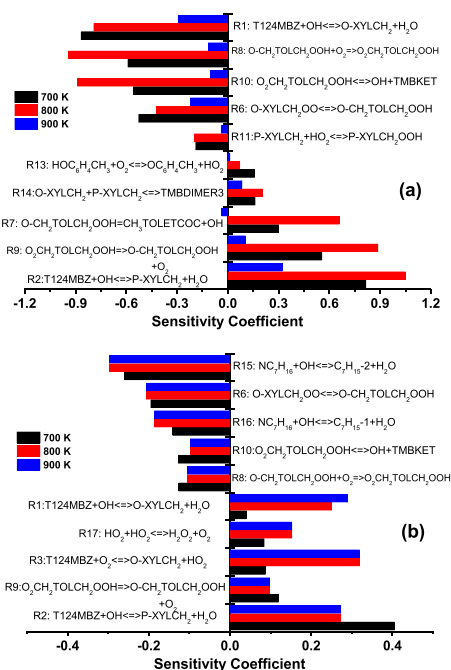 R1: T124MBZ+OH<=>O-XYLCH2+H2O
R8: O-CH2TOLCH2OOH+O2=>O2CH2TOLCH2OOH
R10: O2CH2TOLCH2OOH<=>OH+TMBKET
700 K
800 K
900 K
R6: O-XYLCH2OO<=>O-CH2TOLCH2OOH
R11:P-XYLCH2+HO2<=>P-XYLCH2OOH
R13: HOC6H4CH3+O2<=>OC6H4CH3+HO2
R14:O-XYLCH2+P-XYLCH2<=>TMBDIMER3
(a)
R7: O-CH2TOLCH2OOH=CH3TOLETCOC+OH
R9: O2CH2TOLCH2OOH=>O-CH2TOLCH2OOH
+O2
R2: T124MBZ+OH<=>P-XYLCH2+H2O
-1.2 -0.9 -0.6 -0.3 0.0 0.3 0.6 0.9 1.2
Sensitivity Coefficient
R15: NC7H16+OH<=>C7H15-2+H2O
R6: O-XYLCH2OO<=>O-CH2TOLCH2OOH
700 K
800 K
900 K
R16: NC7H16+OH<=>C7H15-1+H2O
R10:O2CH2TOLCH2OOH<=>OH+TMBKET
R8: O-CH2TOLCH2OOH+O2=>O2CH2TOLCH2OOH
R1:T124MBZ+OH<=>O-XYLCH2+H2O
R17: HO2+HO2<=>H2O2+O2
(b)
R3:T124MBZ+O2<=>O-XYLCH2+HO2
R9:O2CH2TOLCH2OOH=>O-CH2TOLCH2OOH
+O2
R2: T124MBZ+OH<=>P-XYLCH2+H2O
-0.4 -0.2 0.0 0.2 0.4
Sensitivity Coefficient